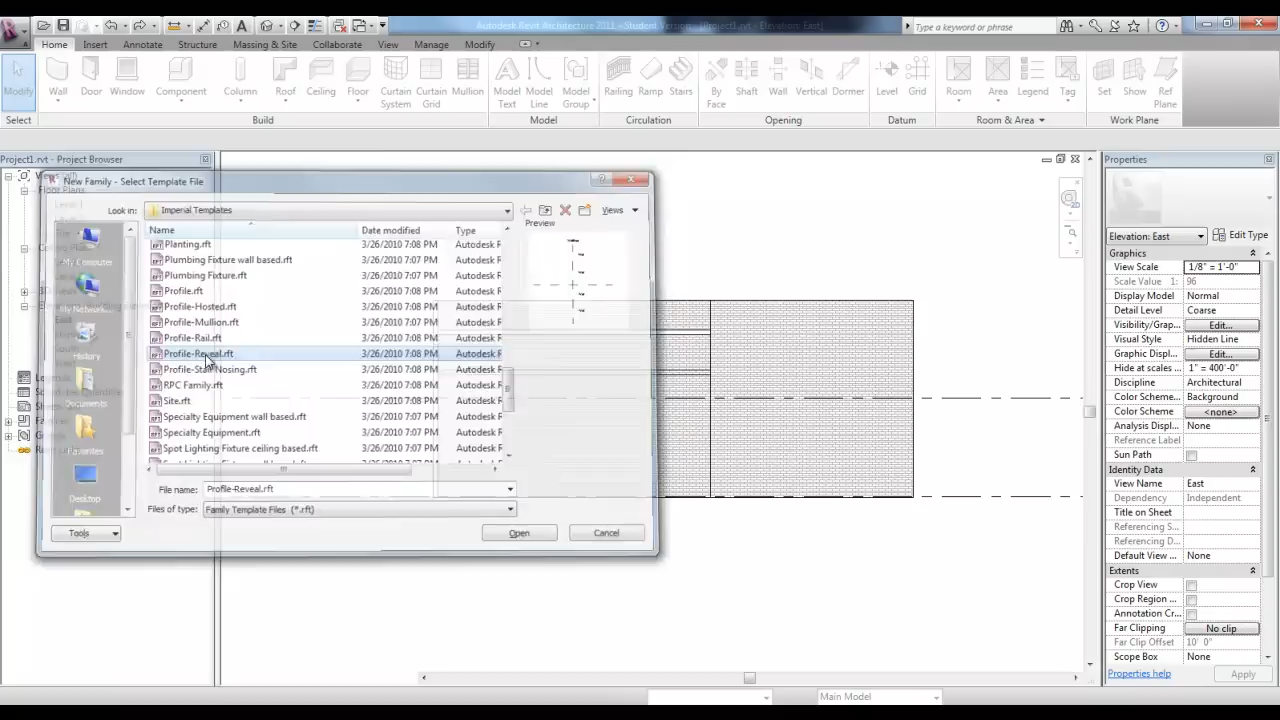 Autodesk Revit Architecture 2011 - Student Version - [Project1.rvt - Elevation: East]
Type a keyword or phrase
Home Insert Annotate Structure Massing & Site Collaborate View Manage Modify
Modify Wall Door Window Component Column Roof Ceiling Floor Curtain System Curtain Grid Mullion Model Text Model Line Model Group Railing Ramp Stairs By Face Shaft Wall Vertical Dormer Level Grid Room Area Legend Tag Set Show Ref Plane
Select Build Model Circulation Opening Datum Room & Area Work Plane
Project1.rvt - Project Browser
New Family - Select Template File
Look in: Imperial Templates Views
Preview
Name Date modified Type
Planting.rft 3/26/2010 7:08 PM Autodesk R
Plumbing Fixture wall based.rft 3/26/2010 7:07 PM Autodesk R
Plumbing Fixture.rft 3/26/2010 7:07 PM Autodesk R
Profile.rft 3/26/2010 7:08 PM Autodesk R
Profile-Hosted.rft 3/26/2010 7:08 PM Autodesk R
Profile-Mullion.rft 3/26/2010 7:07 PM Autodesk R
Profile-Rail.rft 3/26/2010 7:08 PM Autodesk R
Profile-Reveal.rft 3/26/2010 7:08 PM Autodesk R
Profile-Stair Nosing.rft 3/26/2010 7:08 PM Autodesk R
RPC Family.rft 3/26/2010 7:08 PM Autodesk R
Site.rft 3/26/2010 7:08 PM Autodesk R
Specialty Equipment wall based.rft 3/26/2010 7:07 PM Autodesk R
Specialty Equipment.rft 3/26/2010 7:07 PM Autodesk R
Spot Lighting Fixture ceiling based.rft 3/26/2010 7:08 PM Autodesk R
My Computer
My Network...
History
Documents
Favorites
Desktop
File name: Profile-Reveal.rft
Files of type: Family Template Files (*.rft)
Tools Open Cancel
Properties
Elevation: East Edit Type
Graphics
View Scale 1/8" = 1'-0"
Scale Value 1: 96
Display Model Normal
Detail Level Coarse
Visibility/Grap... Edit...
Visual Style Hidden Line
Graphic Displ... Edit...
Hide at scales ... 1" = 400'-0"
Discipline Architectural
Color Scheme... Background
Color Scheme <none>
Analysis Displ... None
Reference Label
Sun Path
Identity Data
View Name East
Dependency Independent
Title on Sheet
Referencing S...
Referencing D...
Default View ... None
Extents
Crop View
Crop Region ...
Annotation Cr...
Far Clipping No clip
Far Clip Offset 10' 0"
Scope Box None
Properties help Apply
Main Model